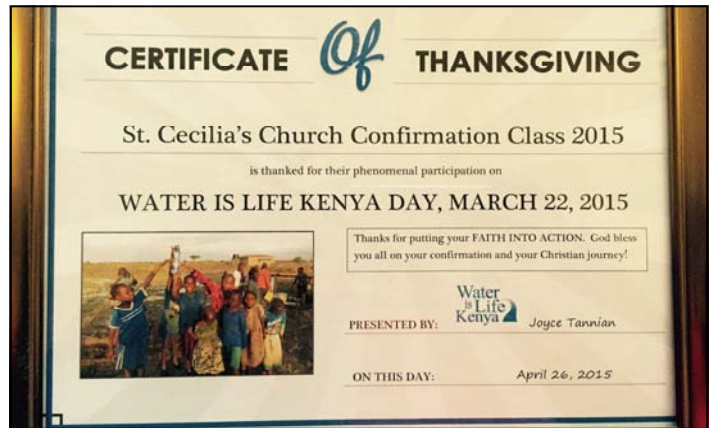 CERTIFICATE Of THANKSGIVING
St. Cecilia's Church Confirmation Class 2015
is thanked for their phenomenal participation on
WATER IS LIFE KENYA DAY, MARCH 22, 2015
Thanks for putting your FAITH INTO ACTION. God bless
you all on your confirmation and your Christian journey!
Water
is Life
Kenya
PRESENTED BY: Joyce Tannian
ON THIS DAY: April 26, 2015